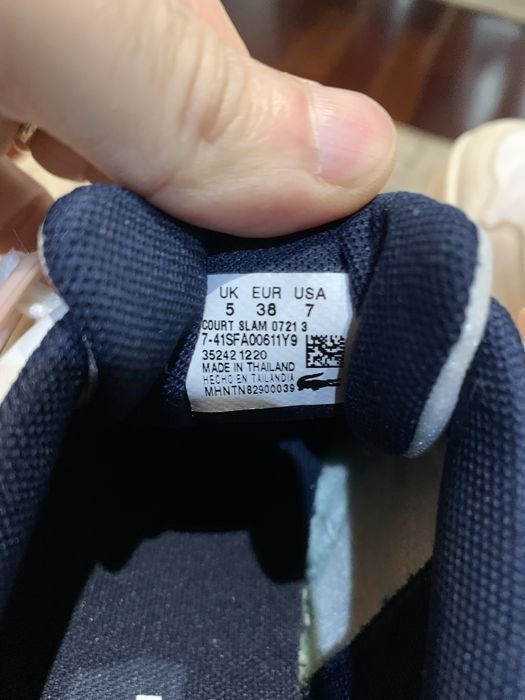 UK EUR USA
5 38 7
COURT SLAM 0721 3
7-41SFA00611Y9
35242 1220
MADE IN THAILAND
HECHO EN TAILANDIA
MHNTN82900039